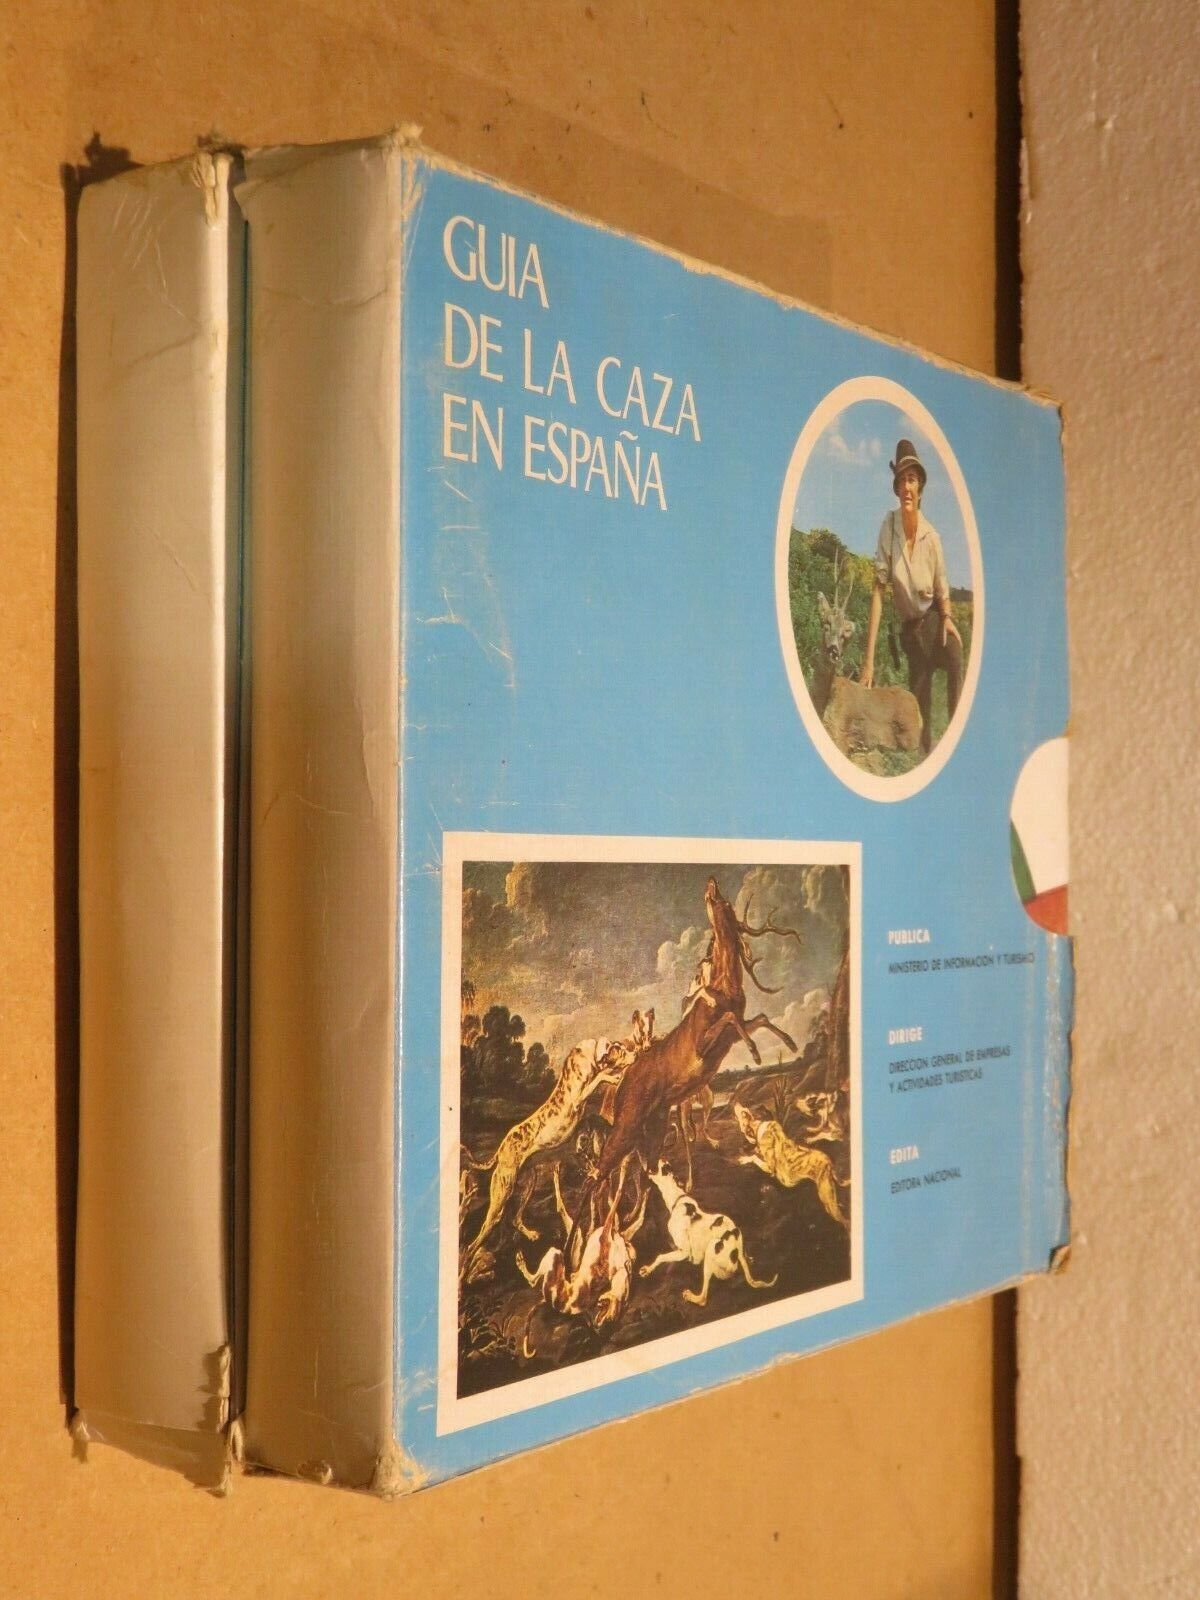 GUIA
DE LA CAZA
EN ESPAÑA
PUBLICA
MINISTERIO DE INFORMACION Y TURISMO
DIRIGE
DIRECCION GENERAL DE EMPRESAS
Y ACTIVIDADES TURISTICAS
EDITA
EDITORA NACIONAL